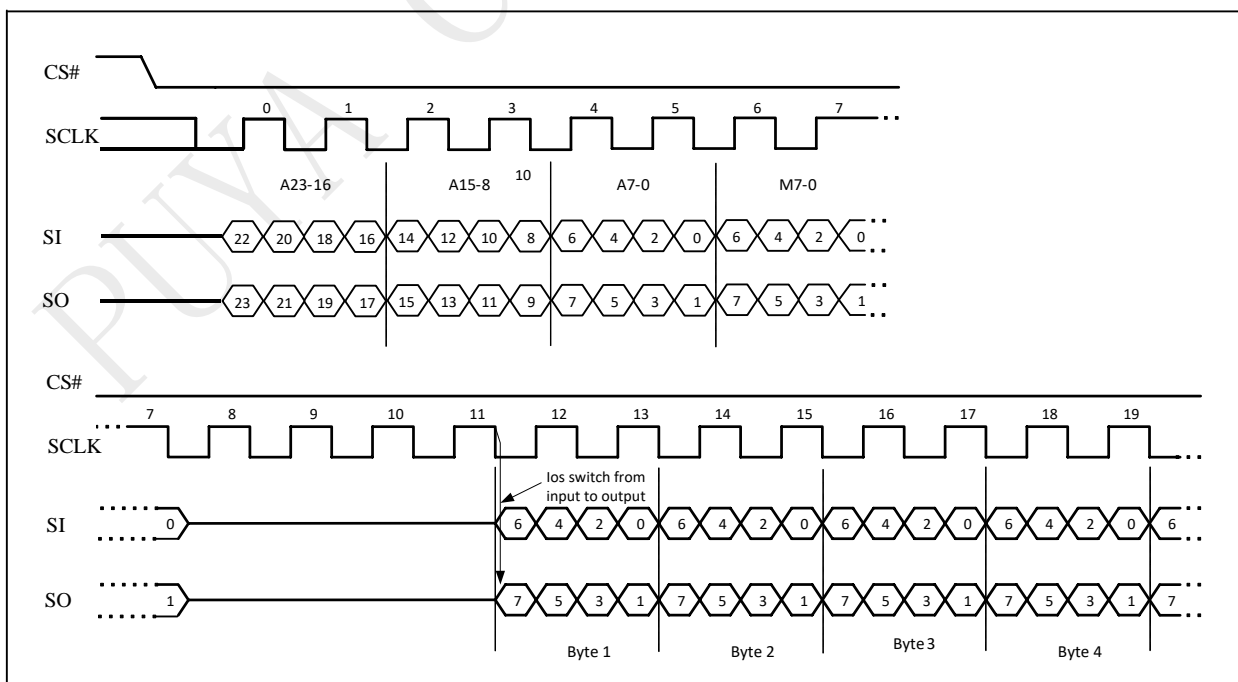 PUYA
CS#
0 1 2 3 4 5 6 7
SCLK
A23-16 A15-8 10 A7-0 M7-0
SI 22 20 18 16 14 12 10 8 6 4 2 0 6 4 2 0
SO 23 21 19 17 15 13 11 9 7 5 3 1 7 5 3 1
CS#
7 8 9 10 11 12 13 14 15 16 17 18 19
SCLK
Ios switch from
input to output
SI 0 6 4 2 0 6 4 2 0 6 4 2 0 6 4 2 0 6
SO 1 7 5 3 1 7 5 3 1 7 5 3 1 7 5 3 1 7
Byte 1 Byte 2 Byte 3 Byte 4